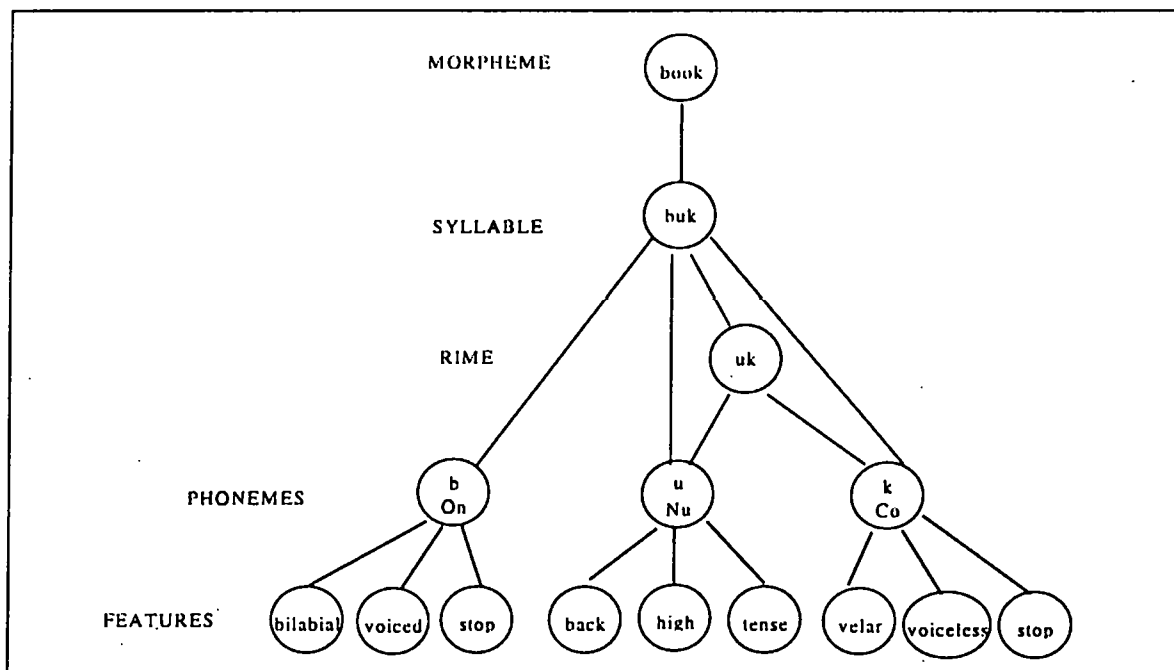 MORPHEME book
SYLLABLE buk
RIME uk
PHONEMES b On u Nu k Co
FEATURES bilabial voiced stop back high tense velar voiceless stop